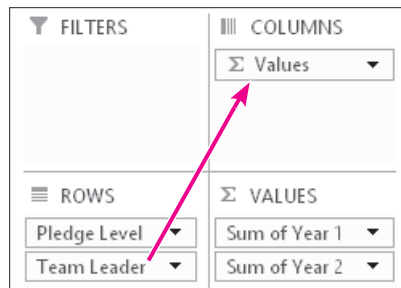 FILTERS
COLUMNS
Σ Values
ROWS
Σ VALUES
Pledge Level
Sum of Year 1
Team Leader
Sum of Year 2